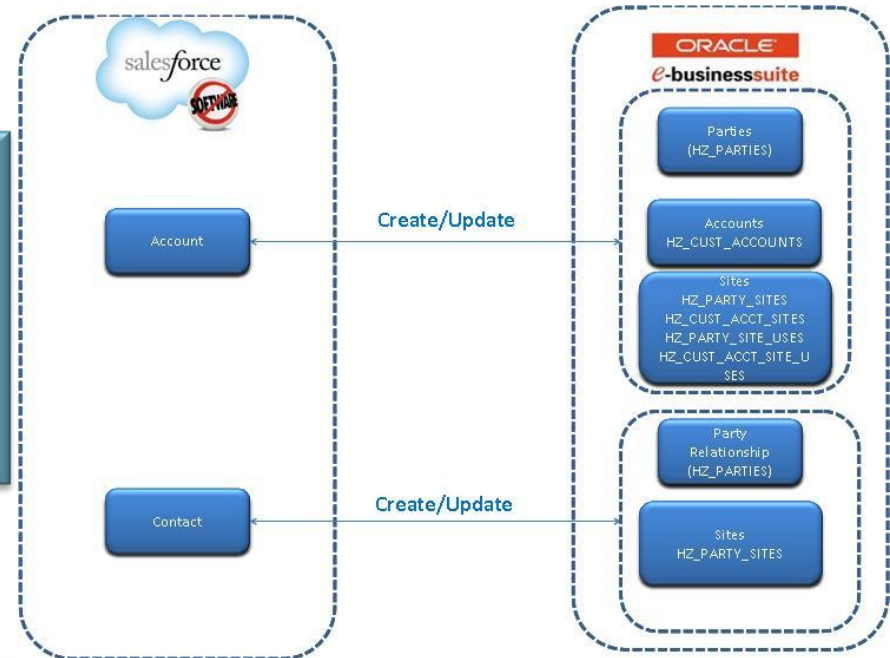 salesforce
SOFTWARE
ORACLE
e-businesssuite
Parties
(HZ_PARTIES)
Account
Create/Update
Accounts
HZ_CUST_ACCOUNTS
Sites
HZ_PARTY_SITES
HZ_CUST_ACCT_SITES
HZ_PARTY_SITE_USES
HZ_CUST_ACCT_SITE_U
SES
Contact
Create/Update
Party
Relationship
(HZ_PARTIES)
Sites
HZ_PARTY_SITES